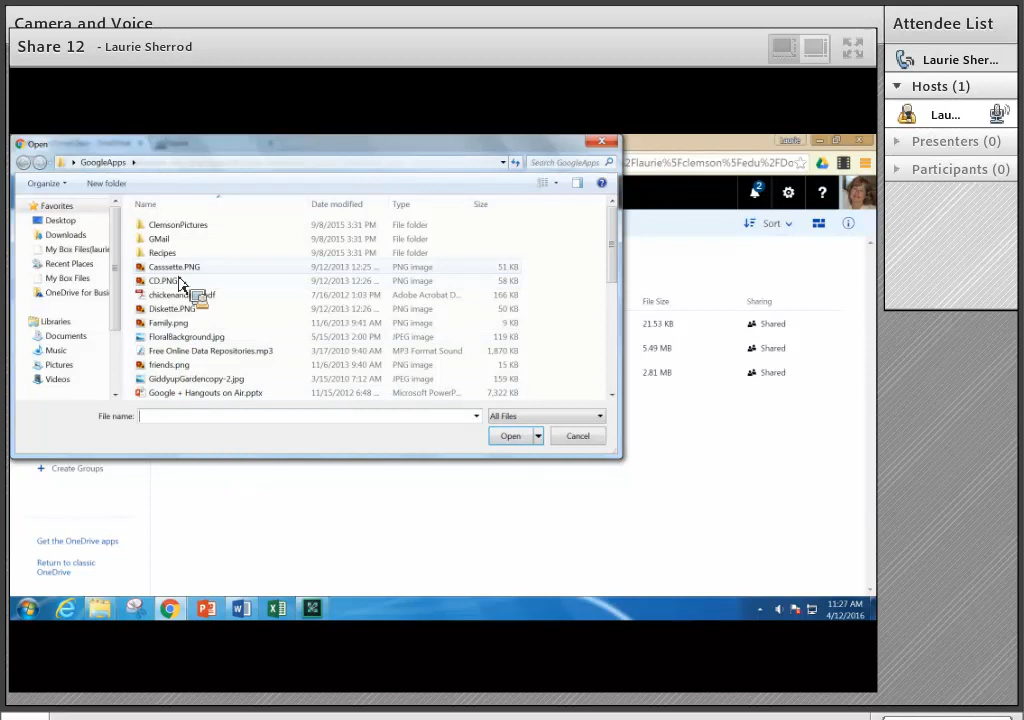 Camera and Voice
Share 12 - Laurie Sherrod
Attendee List
Laurie Sher...
Hosts (1)
Lau...
Presenters (0)
Participants (0)
Open
GoogleApps
Search GoogleApps
Organize
New folder
Favorites
Desktop
Downloads
My Box Files(laurie
Recent Places
My Box Files
OneDrive for Busi
Libraries
Documents
Music
Pictures
Videos
Name Date modified Type Size
ClemsonPictures 9/8/2015 3:31 PM File folder
GMail 9/8/2015 3:31 PM File folder
Recipes 9/8/2015 3:31 PM File folder
Casssette.PNG 9/12/2013 12:25 ... PNG image 51 KB
CD.PNG 9/12/2013 12:26 ... PNG image 58 KB
7/16/2012 1:03 PM Adobe Acrobat D... 166 KB
Diskette.PNG 9/12/2013 12:26 ... PNG image 50 KB
Family.png 11/6/2013 9:41 AM PNG image 9 KB
FloralBackground.jpg 5/15/2013 2:00 PM JPEG image 119 KB
Free Online Data Repositories.mp3 3/17/2010 9:40 AM MP3 Format Sound 1,870 KB
friends.png 11/6/2013 9:40 AM PNG image 15 KB
GiddyupGardencopy-2.jpg 3/15/2010 7:12 AM JPEG image 159 KB
Google + Hangouts on Air.pptx 11/15/2012 6:48 ... Microsoft PowerP... 7,322 KB
File name:
All Files
Open
Cancel
Laurie
2Flaurie%5Fclemson%5Fedu%2FDo
2
?
Sort
File Size Sharing
21.53 KB Shared
5.49 MB Shared
2.81 MB Shared
+ Create Groups
Get the OneDrive apps
Return to classic
OneDrive
11:27 AM
4/12/2016